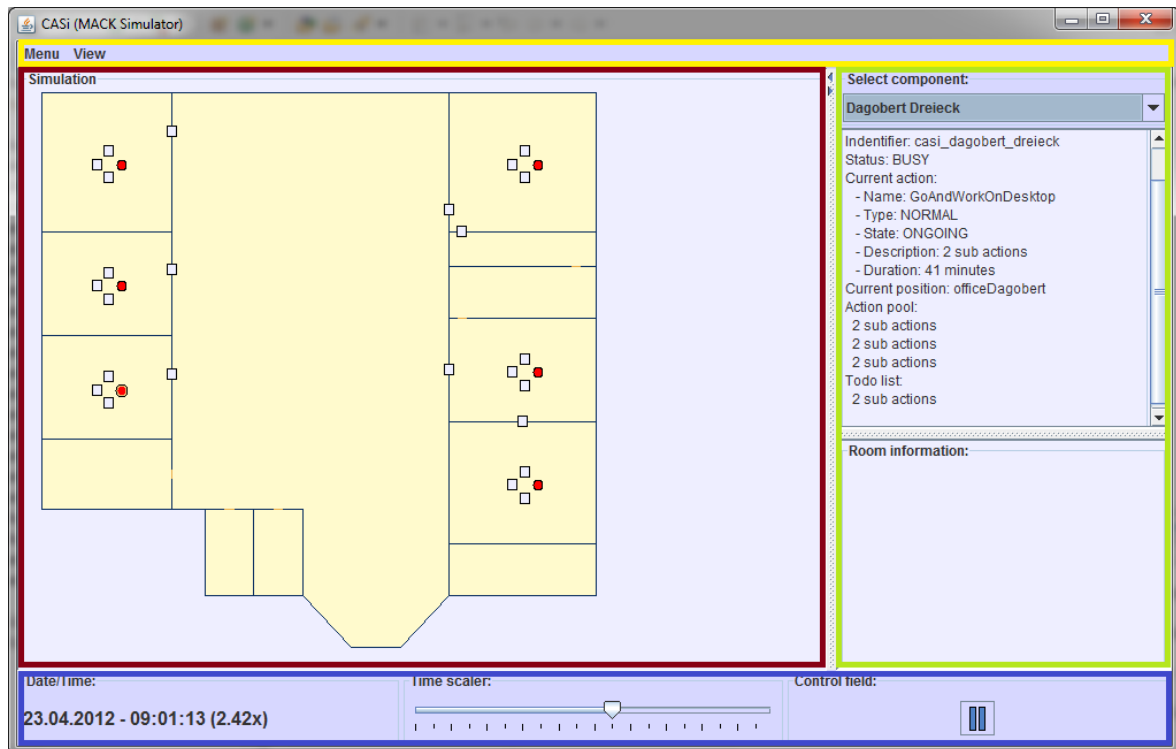 CASi (MACK Simulator)
Menu View
Simulation
Select component:
Dagobert Dreieck
Indentifier: casi_dagobert_dreieck
Status: BUSY
Current action:
- Name: GoAndWorkOnDesktop
- Type: NORMAL
- State: ONGOING
- Description: 2 sub actions
- Duration: 41 minutes
Current position: officeDagobert
Action pool:
2 sub actions
2 sub actions
2 sub actions
Todo list:
2 sub actions
Room information:
Date/Time:
23.04.2012 - 09:01:13 (2.42x)
Time scaler:
Control field: